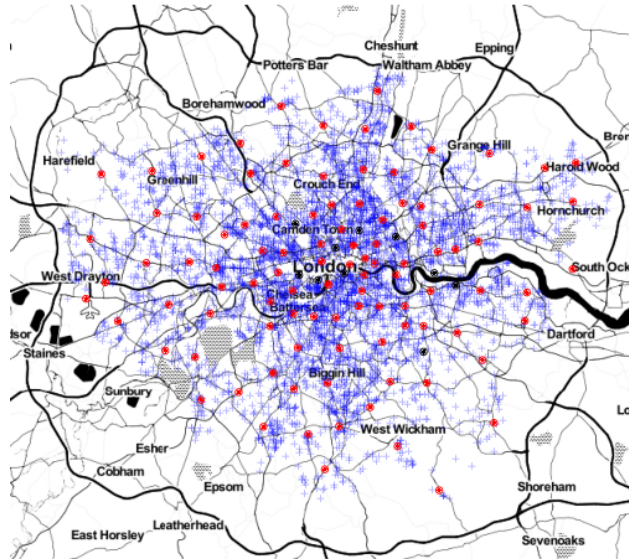 Cheshunt
Epping
Potters Bar
Waltham Abbey
Borehamwood
Grange Hill
Harefield
Harold Wood
Greenhill
Crouch End
Hornchurch
Camden Town
London
South Ock
West Drayton
Chelsea
Battersea
Dartford
Staines
Biggin Hill
Sunbury
West Wickham
Esher
Cobham
Epsom
Shoreham
Leatherhead
East Horsley
Sevenoaks